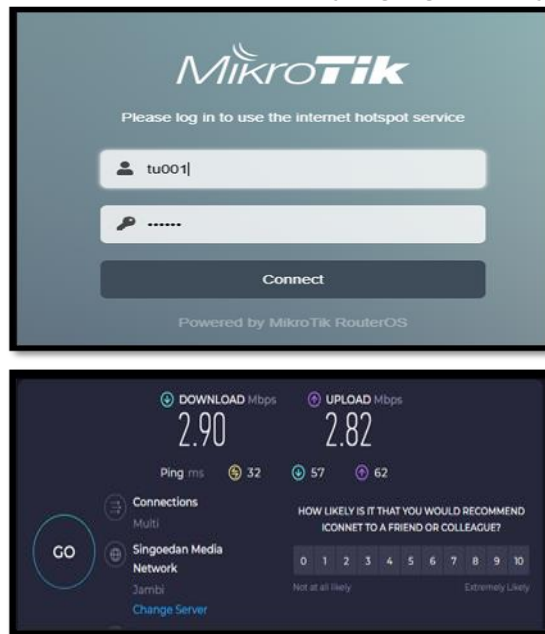 MikroTik
Please log in to use the internet hotspot service
tu001
••••••
Connect
Powered by MikroTik RouterOS
DOWNLOAD Mbps UPLOAD Mbps
2.90 2.82
Ping ms 32 57 62
Connections
Multi
HOW LIKELY IS IT THAT YOU WOULD RECOMMEND
ICONNET TO A FRIEND OR COLLEAGUE?
GO
Singoedan Media
Network
0 1 2 3 4 5 6 7 8 9 10
Jambi
Not at all likely Extremely Likely
Change Server